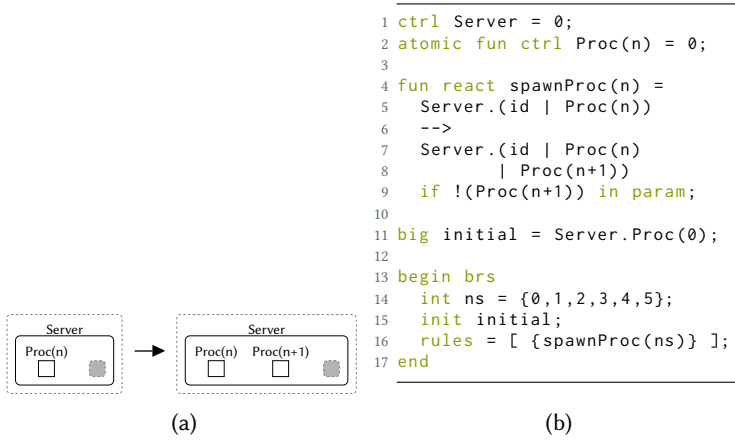 Server
Proc(n)
Server
Proc(n) Proc(n+1)
(a)
1 ctrl Server = 0;
2 atomic fun ctrl Proc(n) = 0;
3
4 fun react spawnProc(n) =
5   Server.(id | Proc(n))
6   -->
7   Server.(id | Proc(n)
8          | Proc(n+1))
9   if !(Proc(n+1)) in param;
10
11 big initial = Server.Proc(0);
12
13 begin brs
14   int ns = {0,1,2,3,4,5};
15   init initial;
16   rules = [ {spawnProc(ns)} ];
17 end
(b)